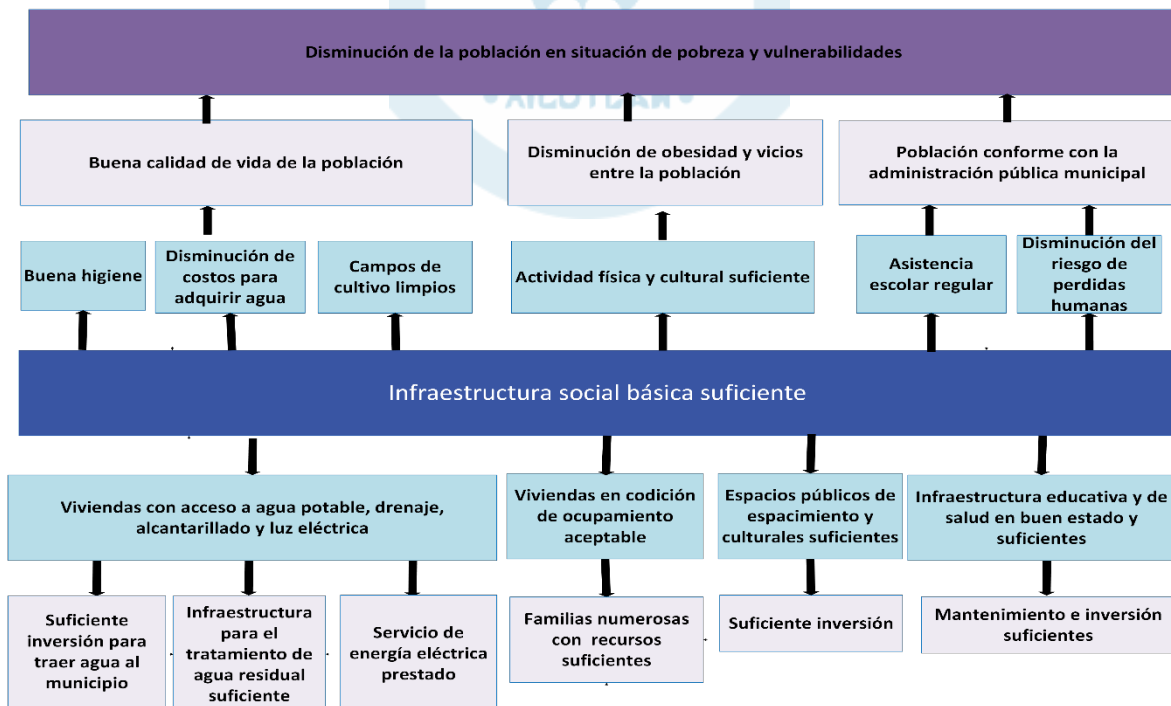 Disminución de la población en situación de pobreza y vulnerabilidades
Buena calidad de vida de la población
Disminución de obesidad y vicios
entre la población
Población conforme con la
administración pública municipal
Buena higiene
Disminución de
costos para
adquirir agua
Campos de
cultivo limpios
Actividad física y cultural suficiente
Asistencia
escolar regular
Disminución del
riesgo de
perdidas
humanas
Infraestructura social básica suficiente
Viviendas con acceso a agua potable, drenaje,
alcantarillado y luz eléctrica
Viviendas en codición
de ocupamiento
aceptable
Espacios públicos de
espacimiento y
culturales suficientes
Infraestructura educativa y de
salud en buen estado y
suficientes
Suficiente
inversión para
traer agua al
municipio
Infraestructura
para el
tratamiento de
agua residual
suficiente
Servicio de
energía eléctrica
prestado
Familias numerosas
con recursos
suficientes
Suficiente inversión
Mantenimiento e inversión
suficientes